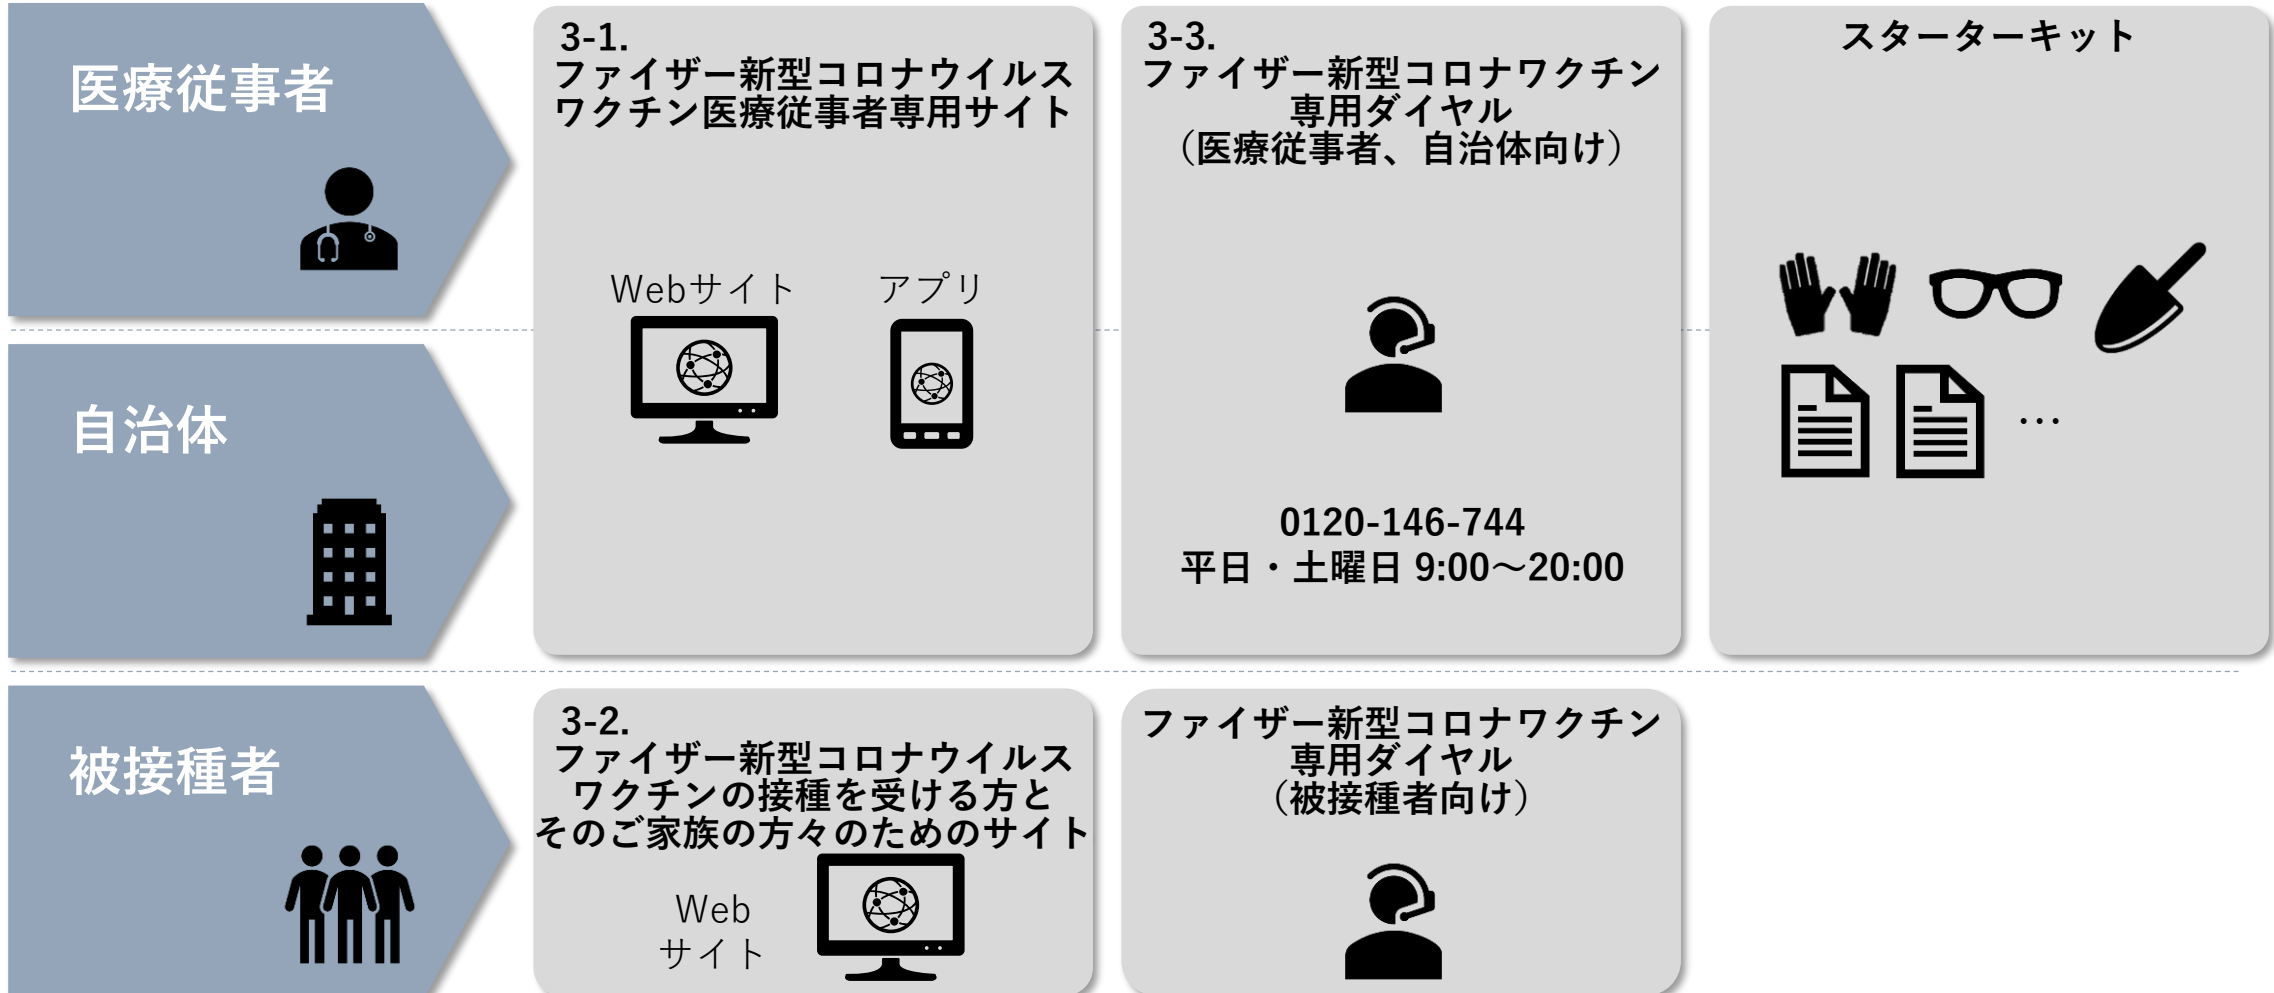 医療従事者
3-1.
ファイザー新型コロナウイルス
ワクチン医療従事者専用サイト
Webサイト
アプリ
3-3.
ファイザー新型コロナワクチン
専用ダイヤル
（医療従事者、自治体向け）
0120-146-744
平日・土曜日 9:00～20:00
スターターキット
…
自治体
被接種者
3-2.
ファイザー新型コロナウイルス
ワクチンの接種を受ける方と
そのご家族の方々のためのサイト
Web
サイト
ファイザー新型コロナワクチン
専用ダイヤル
（被接種者向け）